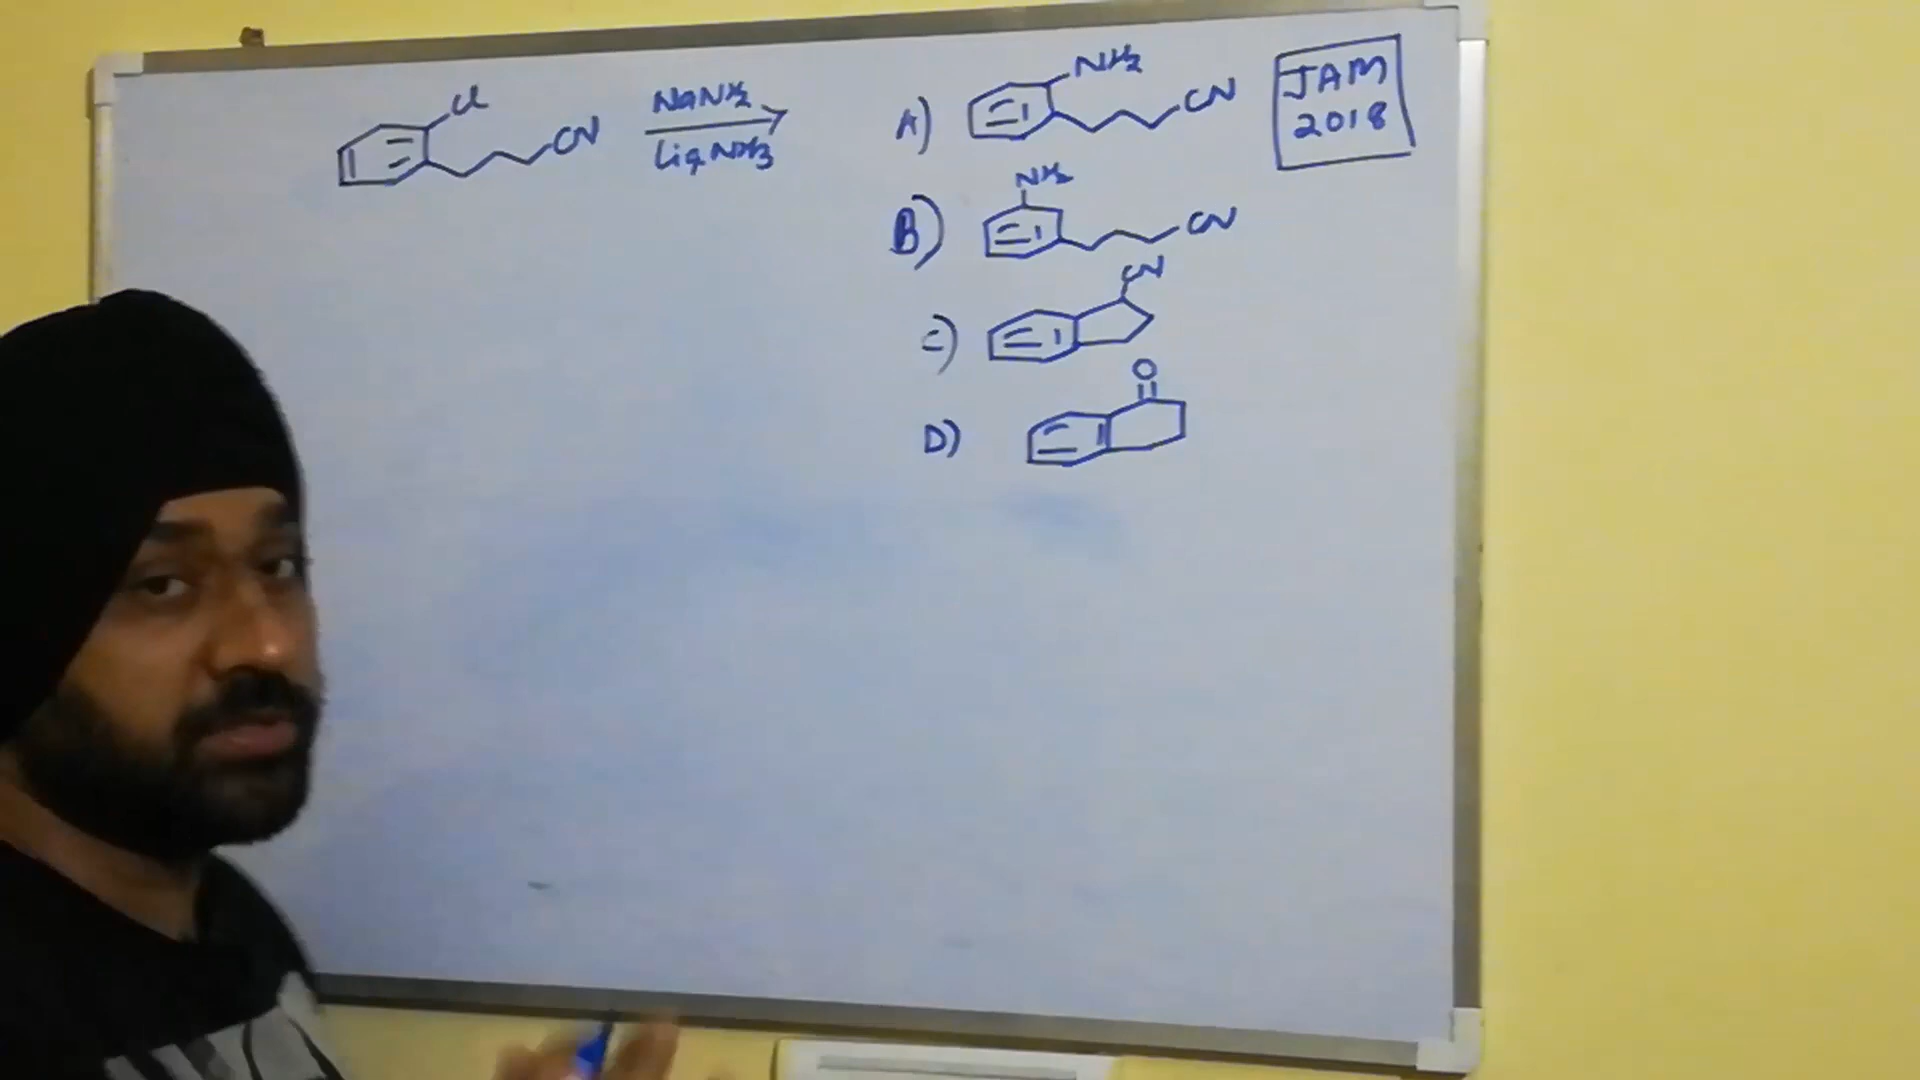 Cl
CN
NaNH2
Liq NH3
A)
NH2
CN
JAM
2018
B)
NH2
CN
C)
CN
D)
O